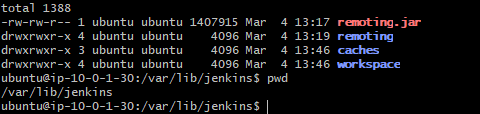 total 1388
-rw-rw-r-- 1 ubuntu ubuntu 1407915 Mar  4 13:17 remoting.jar
drwxrwxr-x 4 ubuntu ubuntu    4096 Mar  4 13:19 remoting
drwxrwxr-x 3 ubuntu ubuntu    4096 Mar  4 13:46 caches
drwxrwxr-x 4 ubuntu ubuntu    4096 Mar  4 13:46 workspace
ubuntu@ip-10-0-1-30:/var/lib/jenkins$ pwd
/var/lib/jenkins
ubuntu@ip-10-0-1-30:/var/lib/jenkins$